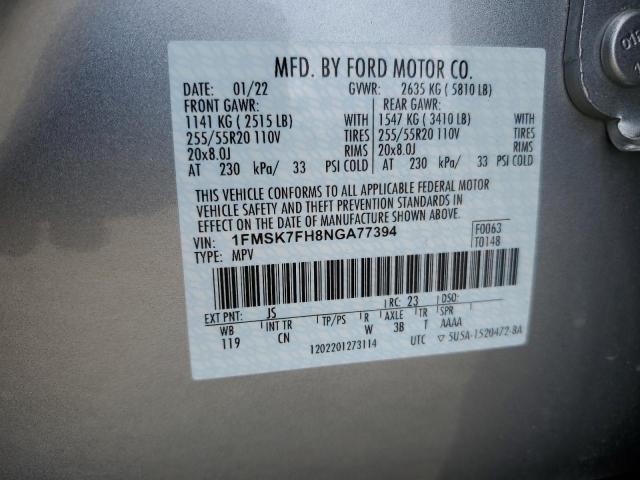 MFD. BY FORD MOTOR CO.
DATE: 01/22 GVWR: 2635 KG ( 5810 LB)
FRONT GAWR: REAR GAWR:
1141 KG ( 2515 LB) 1547 KG ( 3410 LB)
255/55R20 110V TIRES 255/55R20 110V
20x8.0J RIMS 20x8.0J
AT 230 kPa/ 33 PSI COLD AT 230 kPa/ 33 PSI COLD
THIS VEHICLE CONFORMS TO ALL APPLICABLE FEDERAL MOTOR
VEHICLE SAFETY AND THEFT PREVENTION STANDARDS IN
EFFECT ON THE DATE OF MANUFACTURE SHOWN ABOVE.
VIN: 1FMSK7FH8NGA77394 F0063
TYPE: MPV T0148
EXT PNT: JS RC: 23 DSO:
WB INT TR TP/PS R AXLE TR SPR
119 CN W 3B T AAAA
1202201273114 UTC ▽ 5U5A-1520472-BA